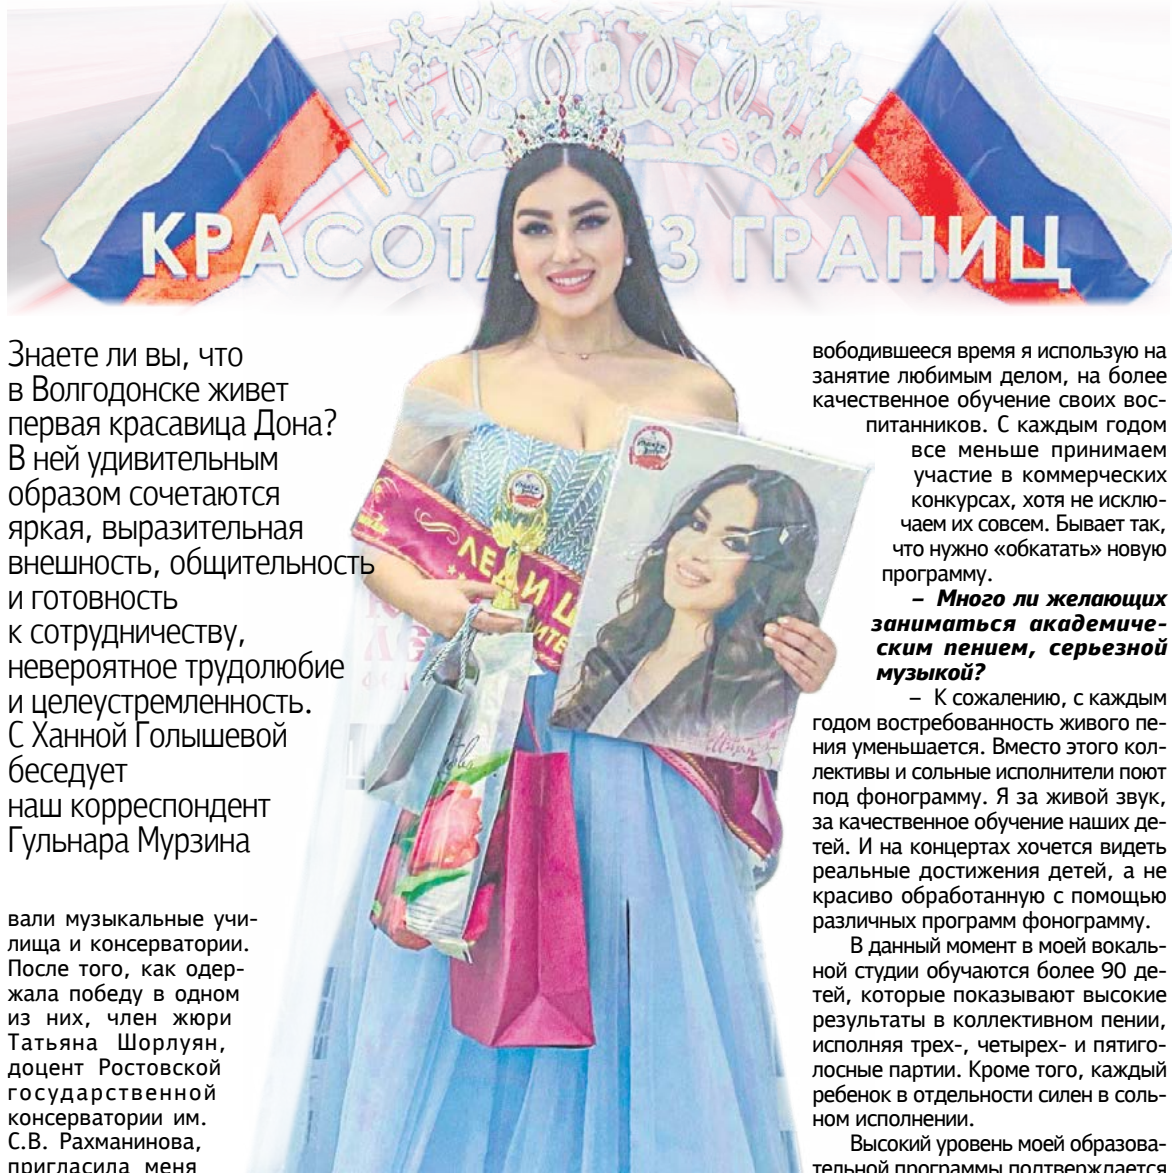 КРАСОТА ЕЗ ГРАНИЦ
Знаете ли вы, что
в Волгодонске живет
первая красавица Дона?
В ней удивительным
образом сочетаются
яркая, выразительная
внешность, общительность
и готовность
к сотрудничеству,
невероятное трудолюбие
и целеустремленность.
С Ханной Голышевой
беседует
наш корреспондент
Гульнара Мурзина
вали музыкальные учи-
лища и консерватории.
После того, как одер-
жала победу в одном
из них, член жюри
Татьяна Шорлуян,
доцент Ростовской
государственной
консерватории им.
С.В. Рахманинова,
пригласила меня
ЛЕДИ
вободившееся время я использую на
занятие любимым делом, на более
качественное обучение своих вос-
питанников. С каждым годом
все меньше принимаем
участие в коммерческих
конкурсах, хотя не исклю-
чаем их совсем. Бывает так,
что нужно «обкатать» новую
программу.
– Много ли желающих
заниматься академиче-
ским пением, серьезной
музыкой?
– К сожалению, с каждым
годом востребованность живого пе-
ния уменьшается. Вместо этого кол-
лективы и сольные исполнители поют
под фонограмму. Я за живой звук,
за качественное обучение наших де-
тей. И на концертах хочется видеть
реальные достижения детей, а не
красиво обработанную с помощью
различных программ фонограмму.
В данный момент в моей вокаль-
ной студии обучаются более 90 де-
тей, которые показывают высокие
результаты в коллективном пении,
исполняя трех-, четырех- и пятиго-
лосные партии. Кроме того, каждый
ребенок в отдельности силен в соль-
ном исполнении.
Высокий уровень моей образова-
тельной программы подтверждается